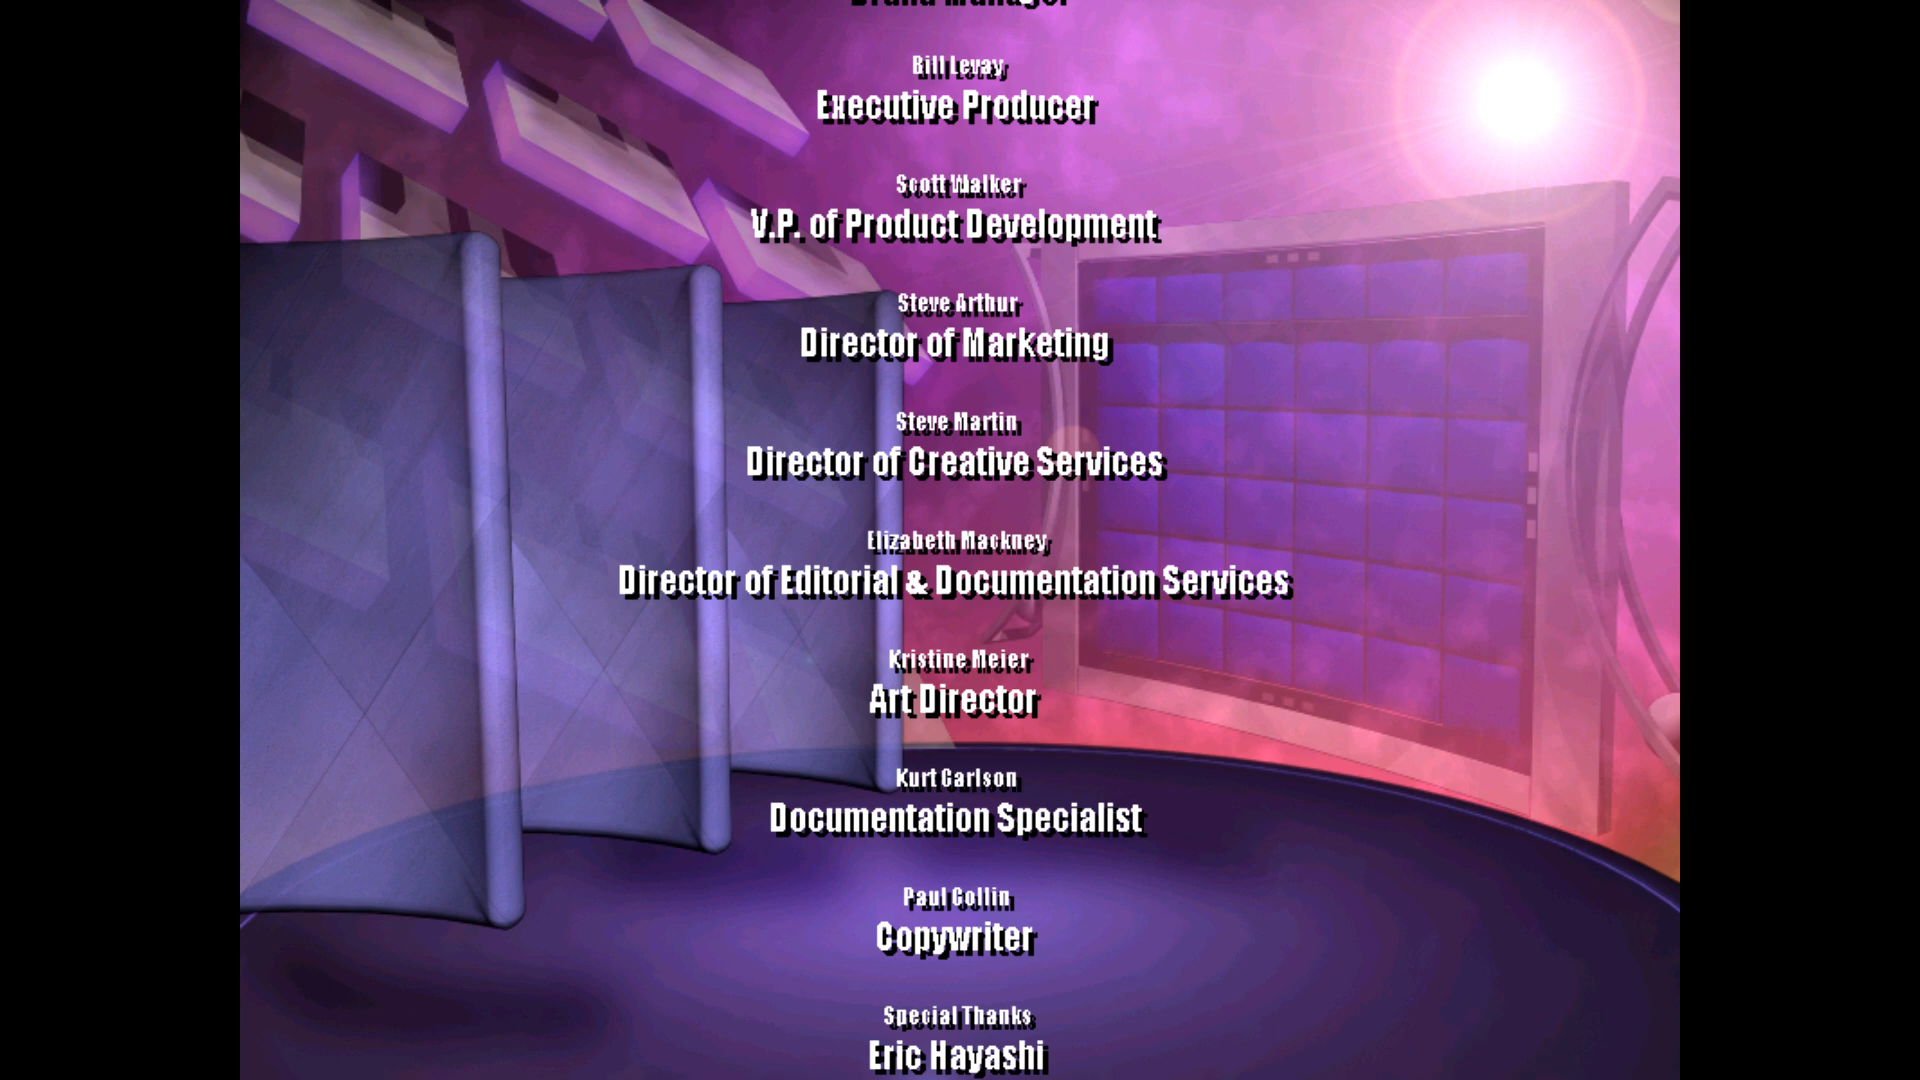 Brand Manager
Bill Levay
Executive Producer
Scott Walker
V.P. of Product Development
Steve Arthur
Director of Marketing
Steve Martin
Director of Creative Services
Elizabeth Mackney
Director of Editorial & Documentation Services
Kristine Meier
Art Director
Kurt Carlson
Documentation Specialist
Paul Collin
Copywriter
Special Thanks
Eric Hayashi